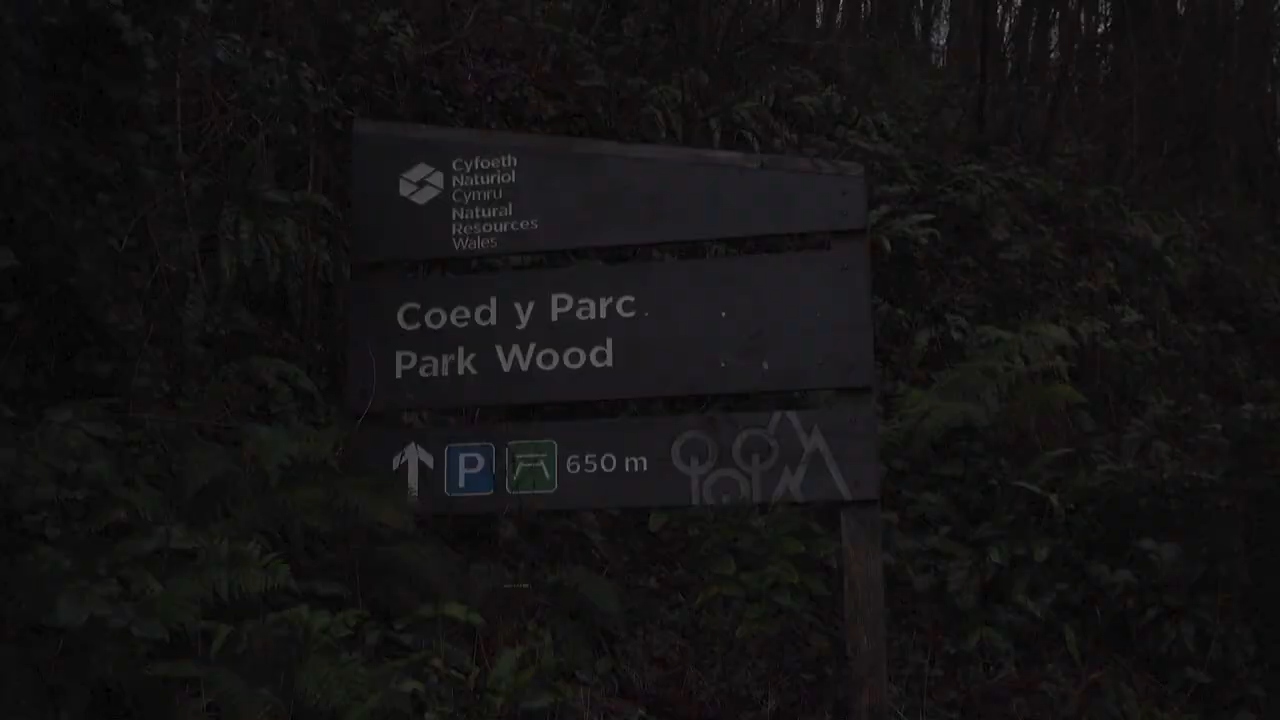 Cyfoeth
Naturiol
Cymru
Natural
Resources
Wales
Coed y Parc
Park Wood
P 650 m